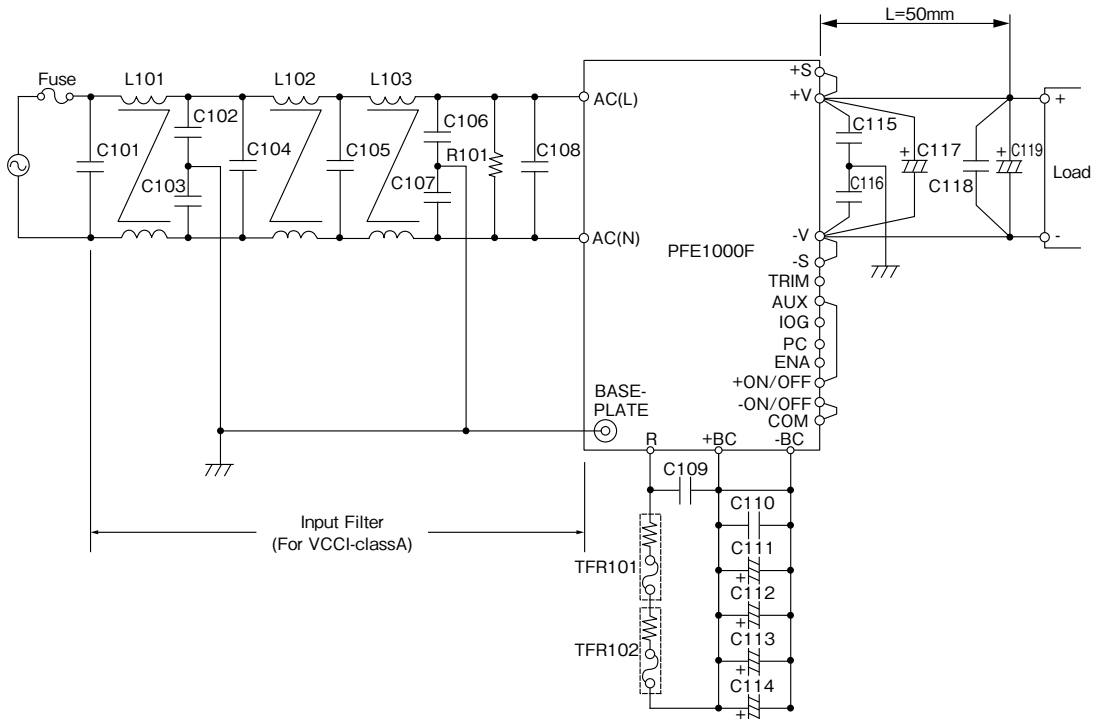 L=50mm
Fuse
L101
L102
L103
C101
C102
C103
C104
C105
C106
C107
R101
C108
AC(L)
AC(N)
PFE1000F
BASE-
PLATE
+S
+V
-V
-S
TRIM
AUX
IOG
PC
ENA
+ON/OFF
-ON/OFF
COM
R
+BC
-BC
C115
C116
+
C117
C118
+
C119
+
-
Load
C109
C110
C111
+
C112
+
C113
+
C114
+
TFR101
TFR102
Input Filter
(For VCCI-classA)